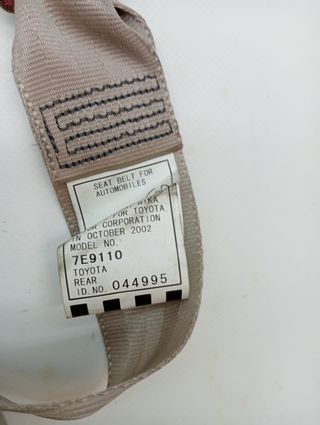 SEAT BELT FOR
AUTOMOBILES
FOR TOYOTA
CORPORATION
IN OCTOBER 2002
MODEL NO.
7E9110
TOYOTA
REAR
ID. NO. 044995